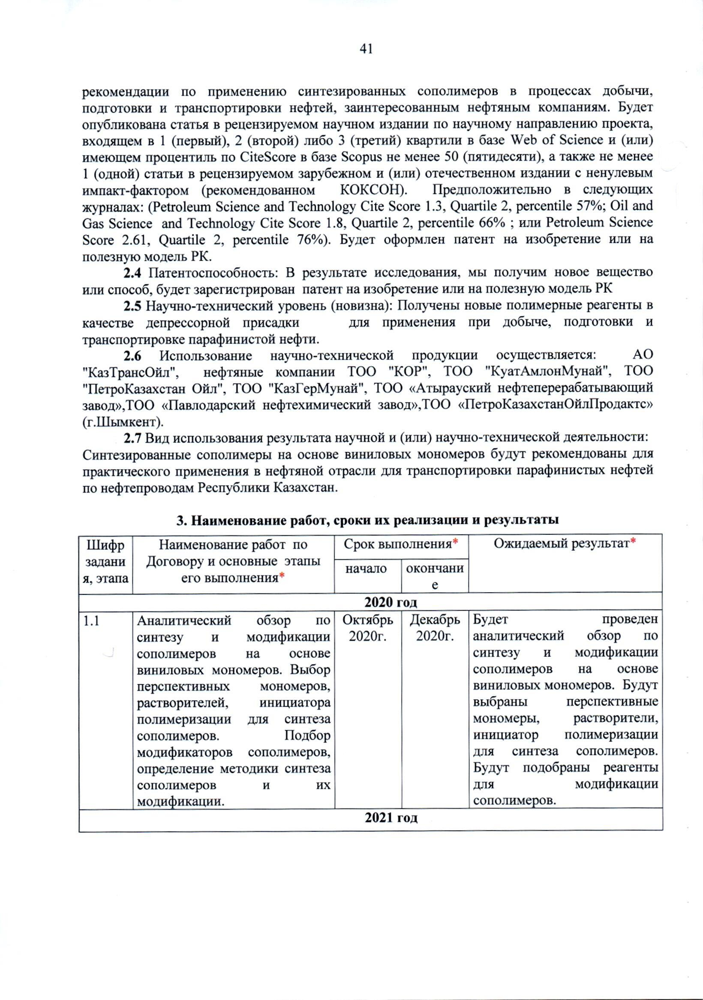 41
рекомендации по применению синтезированных сополимеров в процессах добычи,
подготовки и транспортировки нефтей, заинтересованным нефтяным компаниям. Будет
опубликована статья в рецензируемом научном издании по научному направлению проекта,
входящем в 1 (первый), 2 (второй) либо 3 (третий) квартили в базе Web of Science и (или)
имеющем процентиль по CiteScore в базе Scopus не менее 50 (пятидесяти), а также не менее
1 (одной) статьи в рецензируемом зарубежном и (или) отечественном издании с ненулевым
импакт-фактором (рекомендованном КОКСОН). Предположительно в следующих
журналах: (Petroleum Science and Technology Cite Score 1.3, Quartile 2, percentile 57%; Oil and
Gas Science and Technology Cite Score 1.8, Quartile 2, percentile 66% ; или Petroleum Science
Score 2.61, Quartile 2, percentile 76%). Будет оформлен патент на изобретение или на
полезную модель РК.
2.4 Патентоспособность: В результате исследования, мы получим новое вещество
или способ, будет зарегистрирован патент на изобретение или на полезную модель РК
2.5 Научно-технический уровень (новизна): Получены новые полимерные реагенты в
качестве депрессорной присадки для применения при добыче, подготовки и
транспортировке парафинистой нефти.
2.6 Использование научно-технической продукции осуществляется: АО
"КазТрансОйл", нефтяные компании ТОО "КОР", ТОО "КуатАмлонМунай", ТОО
"ПетроКазахстан Ойл", ТОО "КазГерМунай", ТОО «Атырауский нефтеперерабатывающий
завод»,ТОО «Павлодарский нефтехимический завод»,ТОО «ПетроКазахстанОйлПродактс»
(г.Шымкент).
2.7 Вид использования результата научной и (или) научно-технической деятельности:
Синтезированные сополимеры на основе виниловых мономеров будут рекомендованы для
практического применения в нефтяной отрасли для транспортировки парафинистых нефтей
по нефтепроводам Республики Казахстан.
3. Наименование работ, сроки их реализации и результаты
Шифр
задани
я, этапа
Наименование работ по
Договору и основные этапы
его выполнения*
Срок выполнения*
начало
окончани
е
Ожидаемый результат*
2020 год
1.1
Аналитический обзор по
синтезу и модификации
сополимеров на основе
виниловых мономеров. Выбор
перспективных мономеров,
растворителей, инициатора
полимеризации для синтеза
сополимеров. Подбор
модификаторов сополимеров,
определение методики синтеза
сополимеров и их
модификации.
Октябрь
2020г.
Декабрь
2020г.
Будет проведен
аналитический обзор по
синтезу и модификации
сополимеров на основе
виниловых мономеров. Будут
выбраны перспективные
мономеры, растворители,
инициатор полимеризации
для синтеза сополимеров.
Будут подобраны реагенты
для модификации
сополимеров.
2021 год